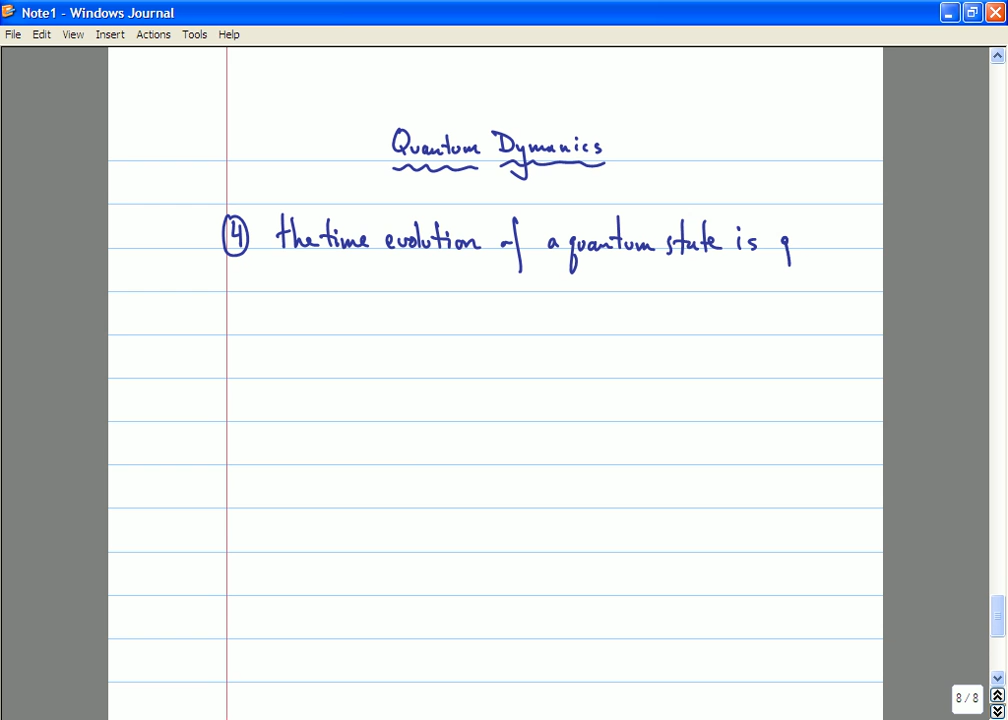 Note1 - Windows Journal
File Edit View Insert Actions Tools Help
Quantum Dymanics
4 the time evolution of a quantum state is g
8/8